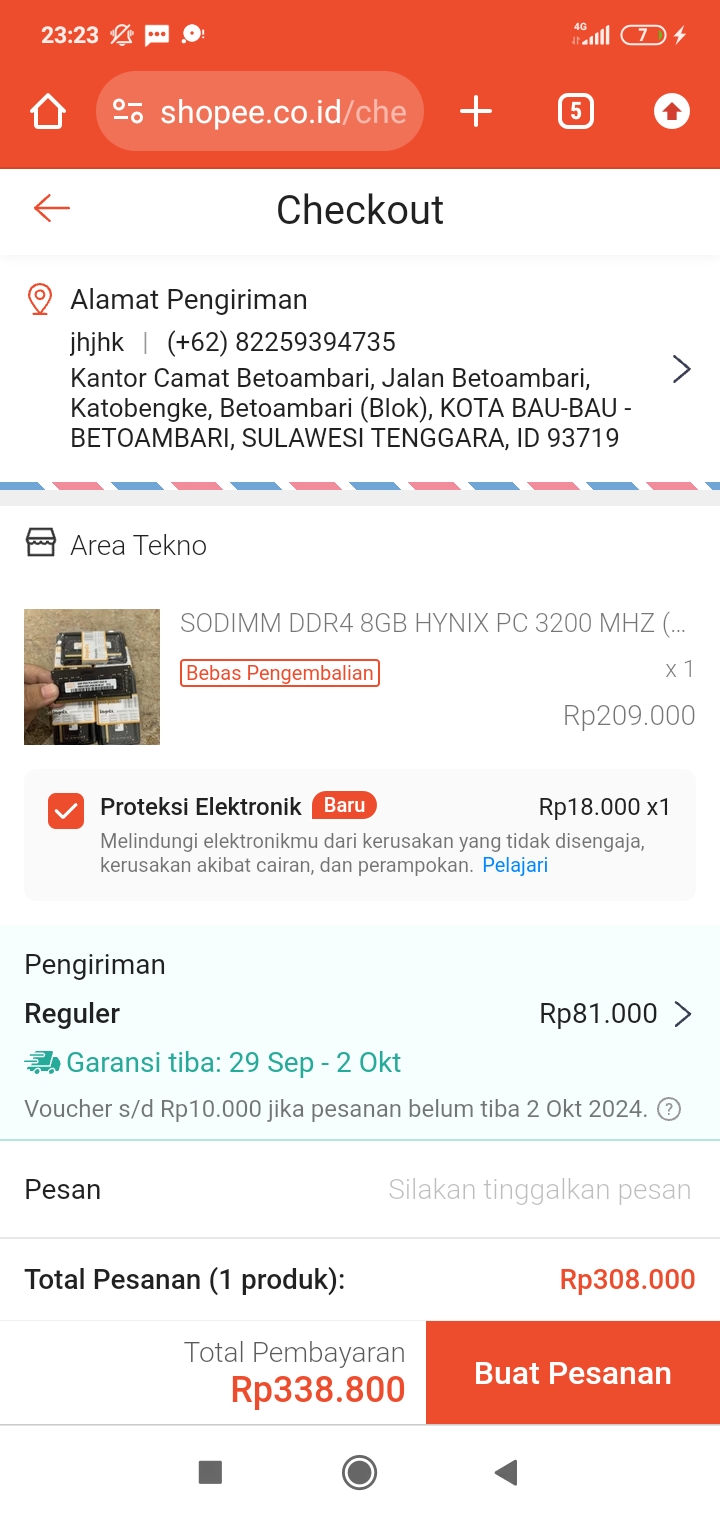 23:23
4G
7
shopee.co.id/che
5
Checkout
Alamat Pengiriman
jhjhk | (+62) 82259394735
Kantor Camat Betoambari, Jalan Betoambari,
Katobengke, Betoambari (Blok), KOTA BAU-BAU -
BETOAMBARI, SULAWESI TENGGARA, ID 93719
Area Tekno
SODIMM DDR4 8GB HYNIX PC 3200 MHZ (...
Bebas Pengembalian
x 1
Rp209.000
Proteksi Elektronik Baru Rp18.000 x1
Melindungi elektronikmu dari kerusakan yang tidak disengaja,
kerusakan akibat cairan, dan perampokan. Pelajari
Pengiriman
Reguler Rp81.000
Garansi tiba: 29 Sep - 2 Okt
Voucher s/d Rp10.000 jika pesanan belum tiba 2 Okt 2024. ?
Pesan Silakan tinggalkan pesan
Total Pesanan (1 produk): Rp308.000
Total Pembayaran
Rp338.800
Buat Pesanan